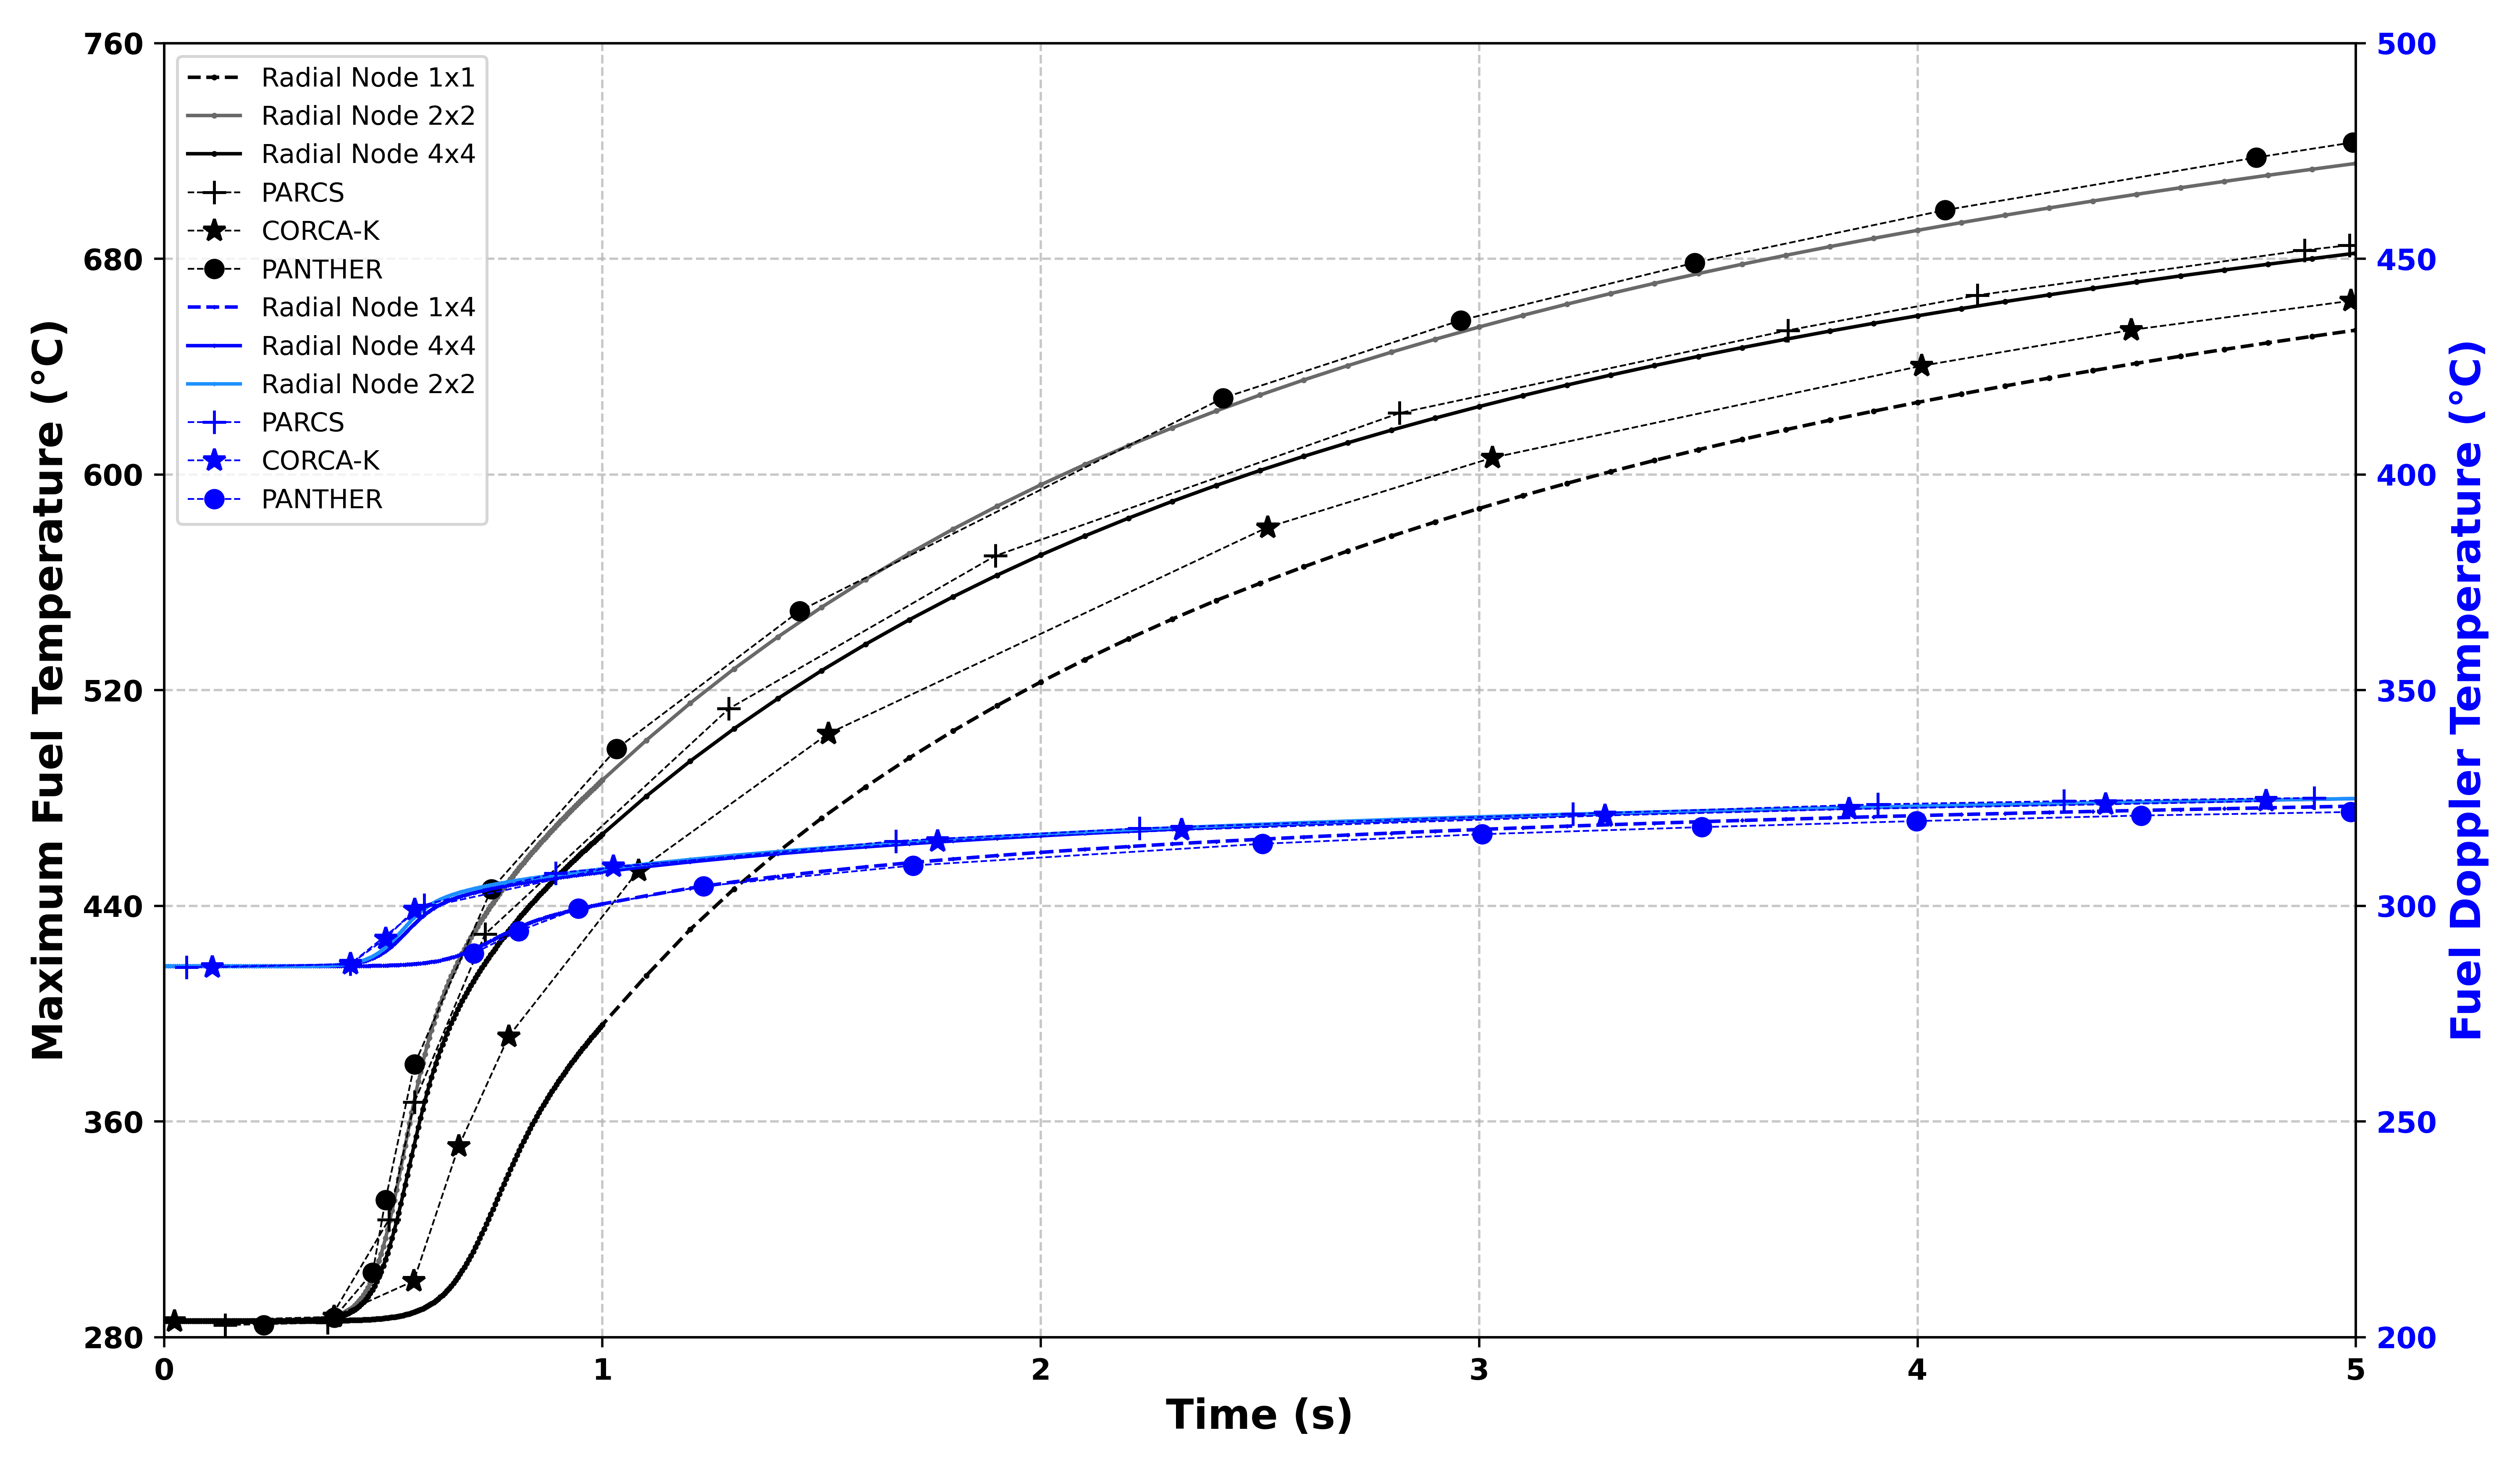 760
680
600
520
440
360
280
Maximum Fuel Temperature (°C)
Radial Node 1x1
Radial Node 2x2
Radial Node 4x4
PARCS
CORCA-K
PANTHER
Radial Node 1x4
Radial Node 4x4
Radial Node 2x2
PARCS
CORCA-K
PANTHER
500
450
400
350
300
250
200
Fuel Doppler Temperature (°C)
0 1 2 3 4 5
Time (s)